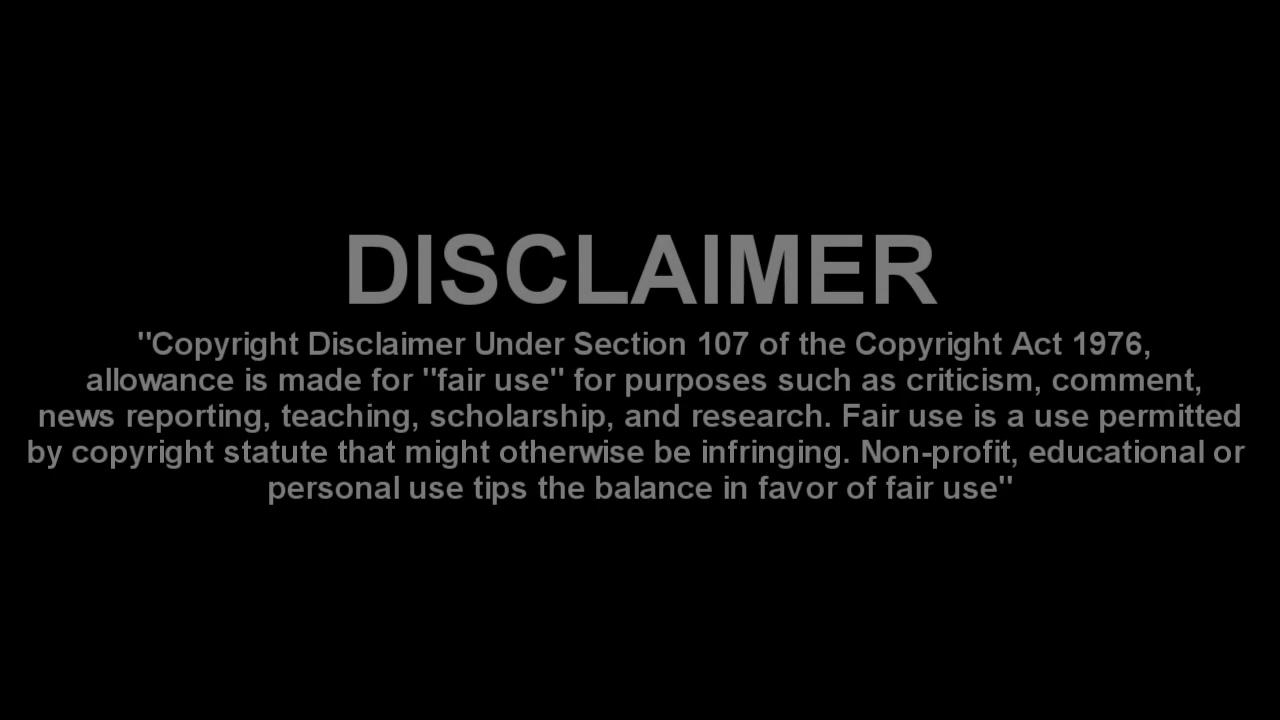 DISCLAIMER
"Copyright Disclaimer Under Section 107 of the Copyright Act 1976,
allowance is made for "fair use" for purposes such as criticism, comment,
news reporting, teaching, scholarship, and research. Fair use is a use permitted
by copyright statute that might otherwise be infringing. Non-profit, educational or
personal use tips the balance in favor of fair use"